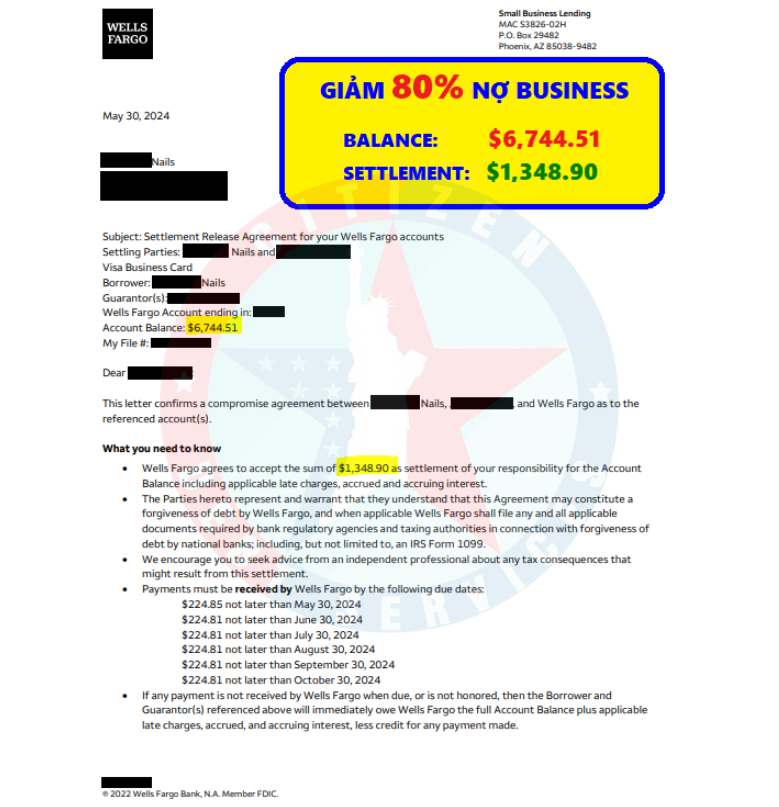 WELLS
FARGO
Small Business Lending
MAC S3826-02H
P.O. Box 29482
Phoenix, AZ 85038-9482
GIẢM 80% NỢ BUSINESS
BALANCE: $6,744.51
SETTLEMENT: $1,348.90
May 30, 2024
Nails
Subject: Settlement Release Agreement for your Wells Fargo accounts
Settling Parties: Nails and
Visa Business Card
Borrower: Nails
Guarantor(s):
Wells Fargo Account ending in:
Account Balance: $6,744.51
My File #:
Dear
This letter confirms a compromise agreement between Nails, , and Wells Fargo as to the
referenced account(s).
What you need to know
• Wells Fargo agrees to accept the sum of $1,348.90 as settlement of your responsibility for the Account
Balance including applicable late charges, accrued and accruing interest.
• The Parties hereto represent and warrant that they understand that this Agreement may constitute a
forgiveness of debt by Wells Fargo, and when applicable Wells Fargo shall file any and all applicable
documents required by bank regulatory agencies and taxing authorities in connection with forgiveness of
debt by national banks; including, but not limited to, an IRS Form 1099.
• We encourage you to seek advice from an independent professional about any tax consequences that
might result from this settlement.
• Payments must be received by Wells Fargo by the following due dates:
$224.85 not later than May 30, 2024
$224.81 not later than June 30, 2024
$224.81 not later than July 30, 2024
$224.81 not later than August 30, 2024
$224.81 not later than September 30, 2024
$224.81 not later than October 30, 2024
• If any payment is not received by Wells Fargo when due, or is not honored, then the Borrower and
Guarantor(s) referenced above will immediately owe Wells Fargo the full Account Balance plus applicable
late charges, accrued, and accruing interest, less credit for any payment made.
© 2022 Wells Fargo Bank, N.A. Member FDIC.
CITIZEN
SERVICES